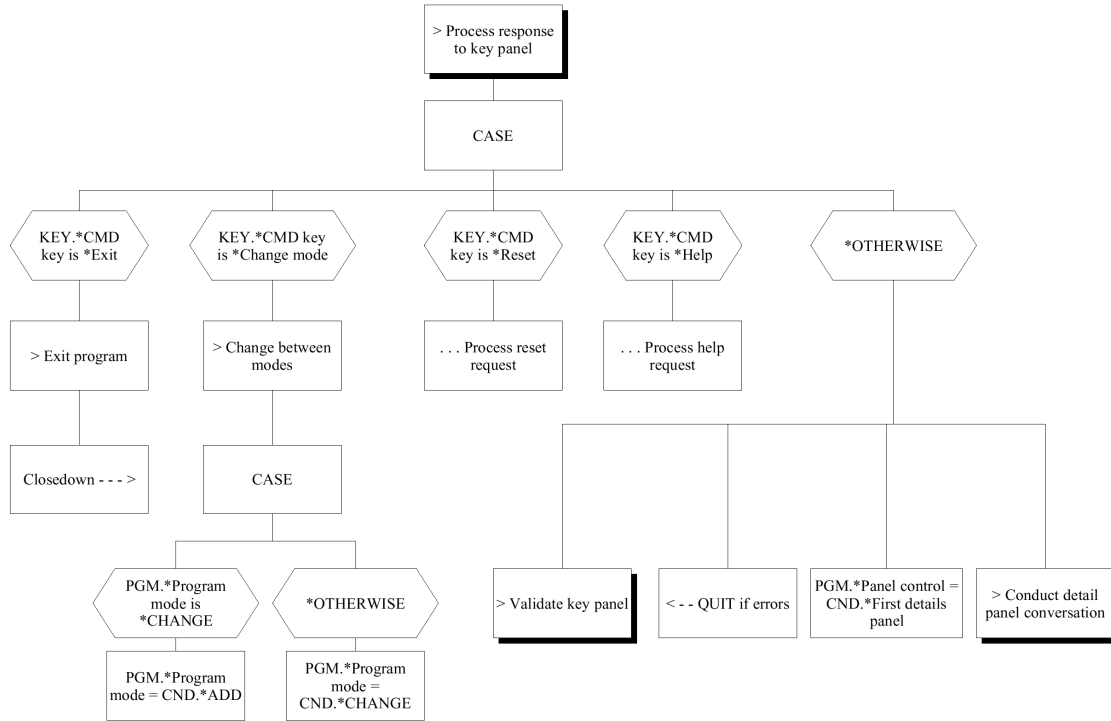 > Process response
to key panel
CASE
KEY.*CMD
key is *Exit
KEY.*CMD key
is *Change mode
KEY.*CMD
key is *Reset
KEY.*CMD
key is *Help
*OTHERWISE
> Exit program
> Change between
modes
. . . Process reset
request
. . . Process help
request
Closedown - - - >
CASE
PGM.*Program
mode is
*CHANGE
*OTHERWISE
> Validate key panel
< - - QUIT if errors
PGM.*Panel control =
CND.*First details
panel
> Conduct detail
panel conversation
PGM.*Program
mode = CND.*ADD
PGM.*Program
mode =
CND.*CHANGE